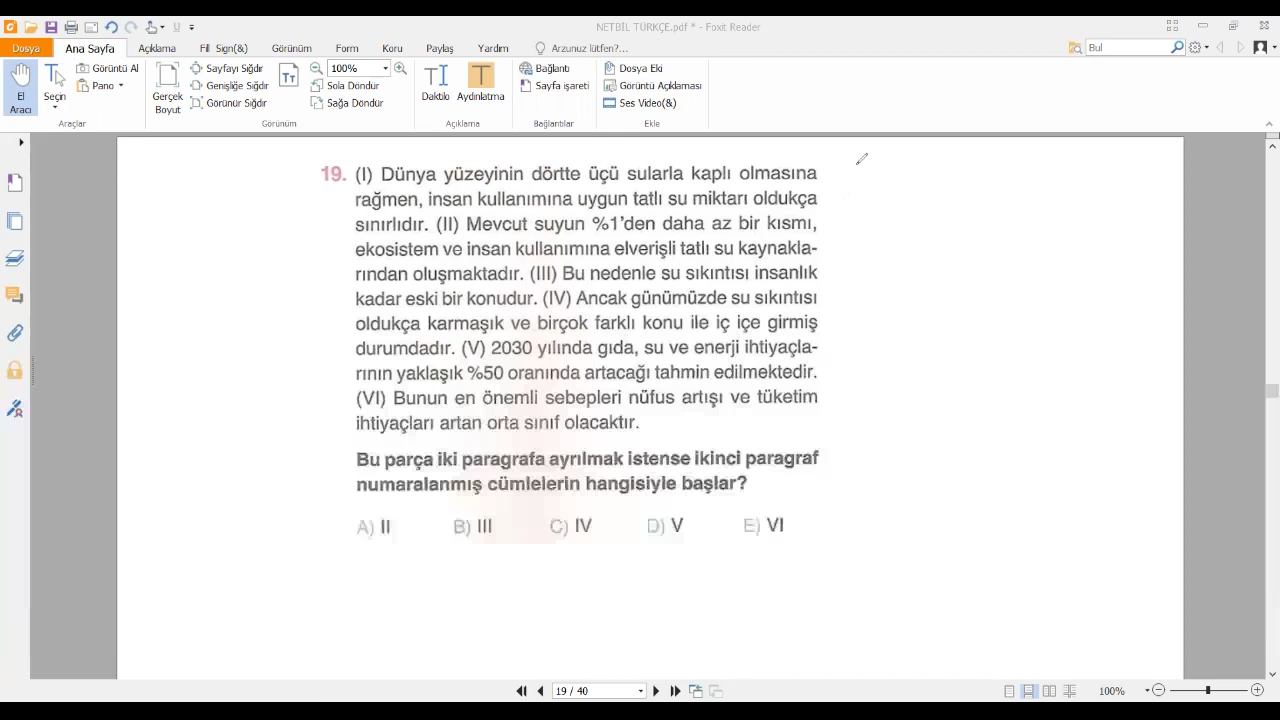 NETBİL TÜRKÇE.pdf * - Foxit Reader
Dosya Ana Sayfa Açıklama Fill Sign(&) Görünüm Form Koru Paylaş Yardım Arzunuz lütfen?... Bul
El Aracı
Seçin
Görüntü Al
Pano
Araçlar
Gerçek Boyut
Sayfayı Sığdır
Genişliğe Sığdır
Görünür Sığdır
100%
Sola Döndür
Sağa Döndür
Görünüm
Daktilo
Aydınlatma
Açıklama
Bağlantı
Sayfa işareti
Bağlantılar
Dosya Eki
Görüntü Açıklaması
Ses Video(&)
Ekle
19. (I) Dünya yüzeyinin dörtte üçü sularla kaplı olmasına
rağmen, insan kullanımına uygun tatlı su miktarı oldukça
sınırlıdır. (II) Mevcut suyun %1'den daha az bir kısmı,
ekosistem ve insan kullanımına elverişli tatlı su kaynakla-
rından oluşmaktadır. (III) Bu nedenle su sıkıntısı insanlık
kadar eski bir konudur. (IV) Ancak günümüzde su sıkıntısı
oldukça karmaşık ve birçok farklı konu ile iç içe girmiş
durumdadır. (V) 2030 yılında gıda, su ve enerji ihtiyaçla-
rının yaklaşık %50 oranında artacağı tahmin edilmektedir.
(VI) Bunun en önemli sebepleri nüfus artışı ve tüketim
ihtiyaçları artan orta sınıf olacaktır.
Bu parça iki paragrafa ayrılmak istense ikinci paragraf
numaralanmış cümlelerin hangisiyle başlar?
A) II B) III C) IV D) V E) VI
19 / 40
100%